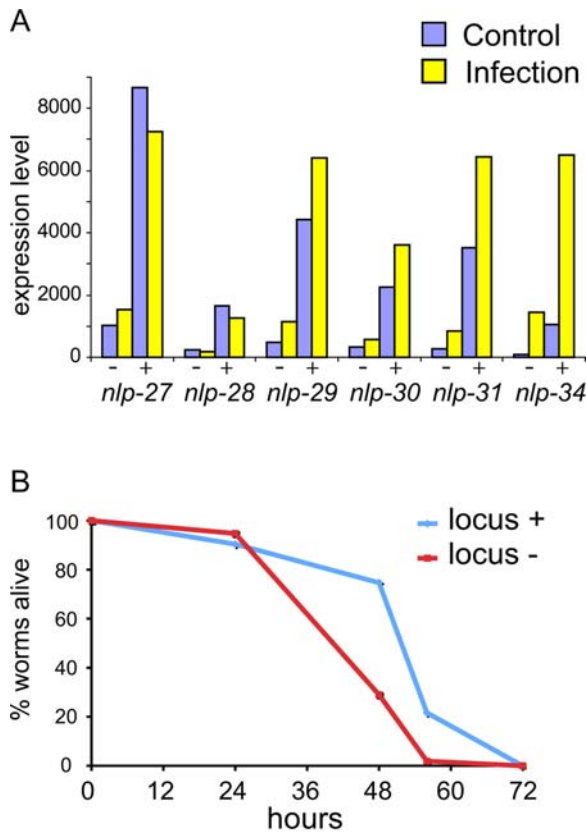 A
Control
Infection
expression level
8000
6000
4000
2000
0
- + - + - + - + - + - +
nlp-27 nlp-28 nlp-29 nlp-30 nlp-31 nlp-34
B
locus +
locus -
% worms alive
100
80
60
40
20
0
0 12 24 36 48 60 72
hours